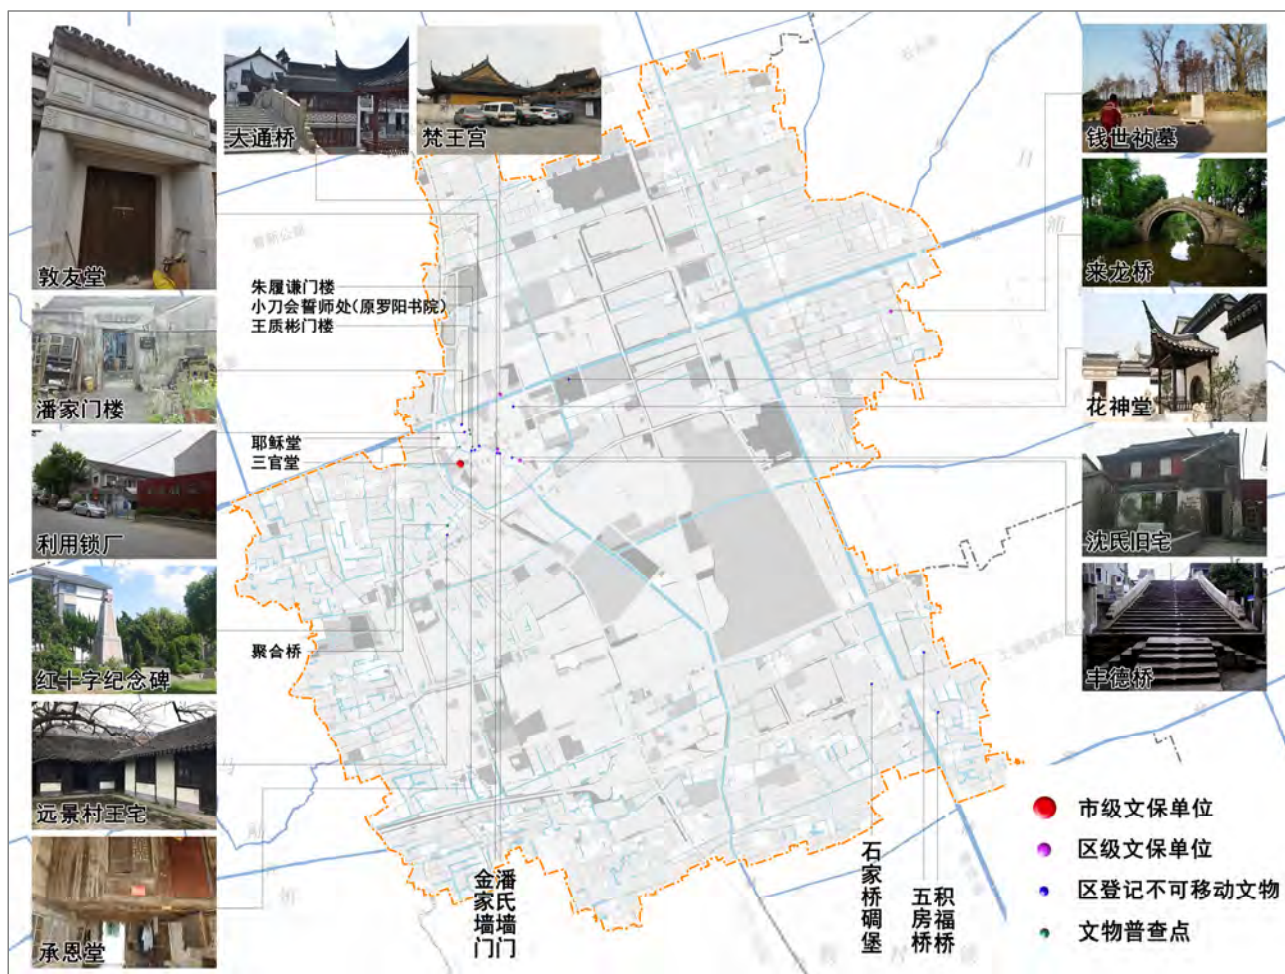 大通桥
梵王宫
钱世祯墓
敦友堂
来龙桥
朱履谦门楼
小刀会誓师处(原罗阳书院)
王质彬门楼
潘家门楼
花神堂
耶稣堂
三官堂
利用锁厂
沈氏旧宅
聚合桥
红十字纪念碑
丰德桥
远景村王宅
承恩堂
金家墙门
潘氏墙门
石家桥碉堡
五房桥
积福桥
市级文保单位
区级文保单位
区登记不可移动文物
文物普查点